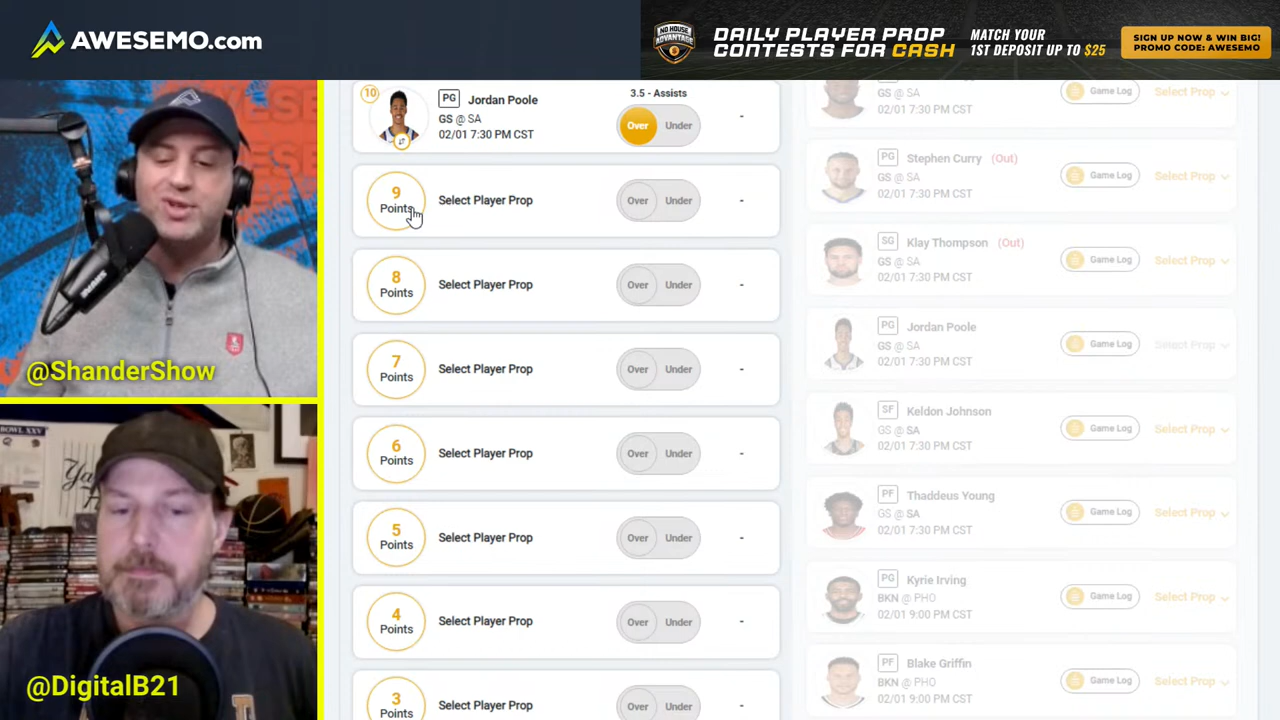 AWESEMO.com
NO HOUSE ADVANTAGE
DAILY PLAYER PROP
CONTESTS FOR CASH
MATCH YOUR
1ST DEPOSIT UP TO $25
SIGN UP NOW & WIN BIG!
PROMO CODE: AWESEMO
@ShanderShow
BOWL XXV
@DigitalB21
10
PG Jordan Poole
GS @ SA
02/01 7:30 PM CST
3.5 - Assists
Over Under
-
9
Points
Select Player Prop
Over Under
-
8
Points
Select Player Prop
Over Under
-
7
Points
Select Player Prop
Over Under
-
6
Points
Select Player Prop
Over Under
-
5
Points
Select Player Prop
Over Under
-
4
Points
Select Player Prop
Over Under
-
3
Points
Select Player Prop
Over Under
-
GS @ SA
02/01 7:30 PM CST
Game Log
Select Prop
PG Stephen Curry (Out)
GS @ SA
02/01 7:30 PM CST
Game Log
Select Prop
SG Klay Thompson (Out)
GS @ SA
02/01 7:30 PM CST
Game Log
Select Prop
PG Jordan Poole
GS @ SA
02/01 7:30 PM CST
Game Log
Select Prop
SF Keldon Johnson
GS @ SA
02/01 7:30 PM CST
Game Log
Select Prop
PF Thaddeus Young
GS @ SA
02/01 7:30 PM CST
Game Log
Select Prop
PG Kyrie Irving
BKN @ PHO
02/01 9:00 PM CST
Game Log
Select Prop
PF Blake Griffin
BKN @ PHO
02/01 9:00 PM CST
Game Log
Select Prop